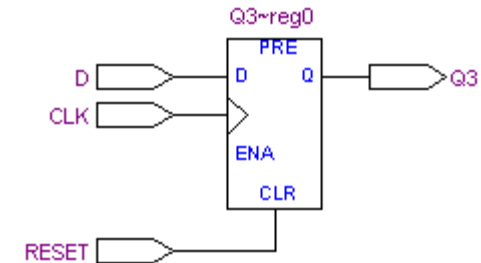 Q3~reg0
PRE
D
D
Q
Q3
CLK
ENA
CLR
RESET